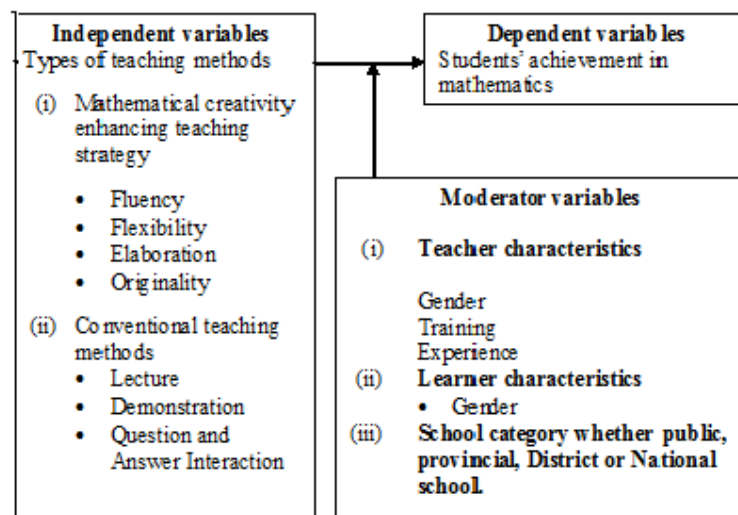 Independent variables
Types of teaching methods
(i) Mathematical creativity
enhancing teaching
strategy
• Fluency
• Flexibility
• Elaboration
• Originality
(ii) Conventional teaching
methods
• Lecture
• Demonstration
• Question and
Answer Interaction
Dependent variables
Students' achievement in
mathematics
Moderator variables
(i) Teacher characteristics
Gender
Training
Experience
(ii) Learner characteristics
• Gender
(iii) School category whether public,
provincial, District or National
school.